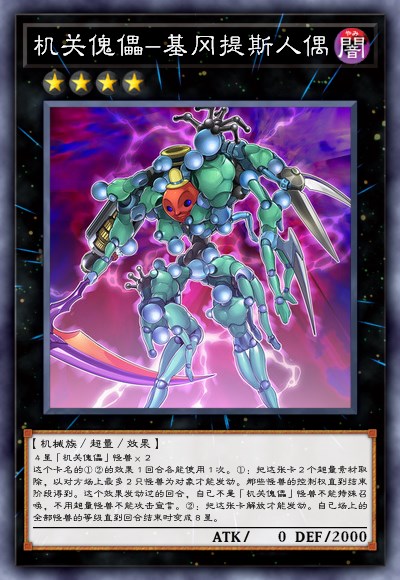 机关傀儡-基冈提斯人偶
闇
やみ
【机械族／超量／效果】
4星「机关傀儡」怪兽×2
这个卡名的①②的效果1回合各能使用1次。①：把这张卡2个超量素材取
除，以对方场上最多2只怪兽为对象才能发动。那些怪兽的控制权直到结束
阶段得到。这个效果发动过的回合，自己不是「机关傀儡」怪兽不能特殊召
唤，不用超量怪兽不能攻击宣言。②：把这张卡解放才能发动。自己场上的
全部怪兽的等级直到回合结束时变成8星。
ATK/ 0 DEF/2000